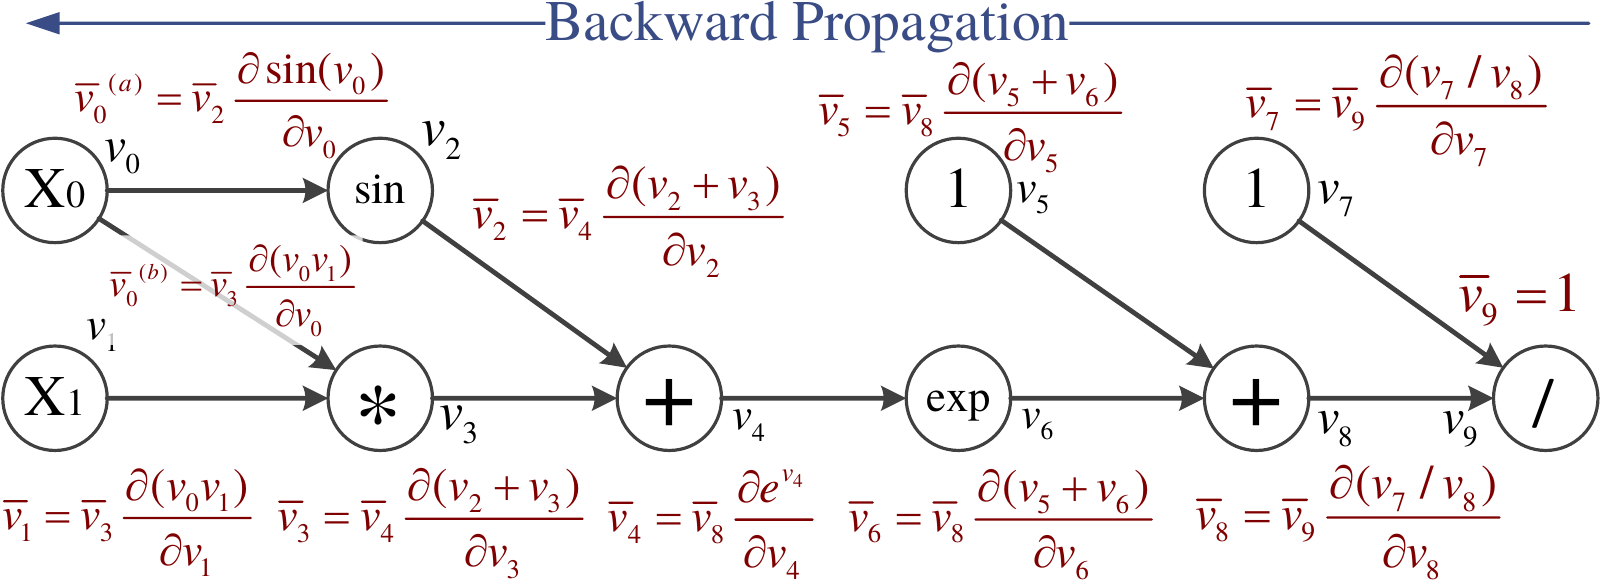 Backward Propagation
v̅₀⁽ᵃ⁾ = v̅₂ ∂ sin(v₀) / ∂v₀
v̅₅ = v̅₈ ∂(v₅ + v₆) / ∂v₅
v̅₇ = v̅₉ ∂(v₇ / v₈) / ∂v₇
X₀
v₀
sin
v₂
v̅₂ = v̅₄ ∂(v₂ + v₃) / ∂v₂
1
v₅
1
v₇
v̅₀⁽ᵇ⁾ = v̅₃ ∂(v₀v₁) / ∂v₀
v̅₉ = 1
X₁
v₁
*
v₃
+
v₄
exp
v₆
+
v₈
v₉
/
v̅₁ = v̅₃ ∂(v₀v₁) / ∂v₁
v̅₃ = v̅₄ ∂(v₂ + v₃) / ∂v₃
v̅₄ = v̅₈ ∂e^v₄ / ∂v₄
v̅₆ = v̅₈ ∂(v₅ + v₆) / ∂v₆
v̅₈ = v̅₉ ∂(v₇ / v₈) / ∂v₈